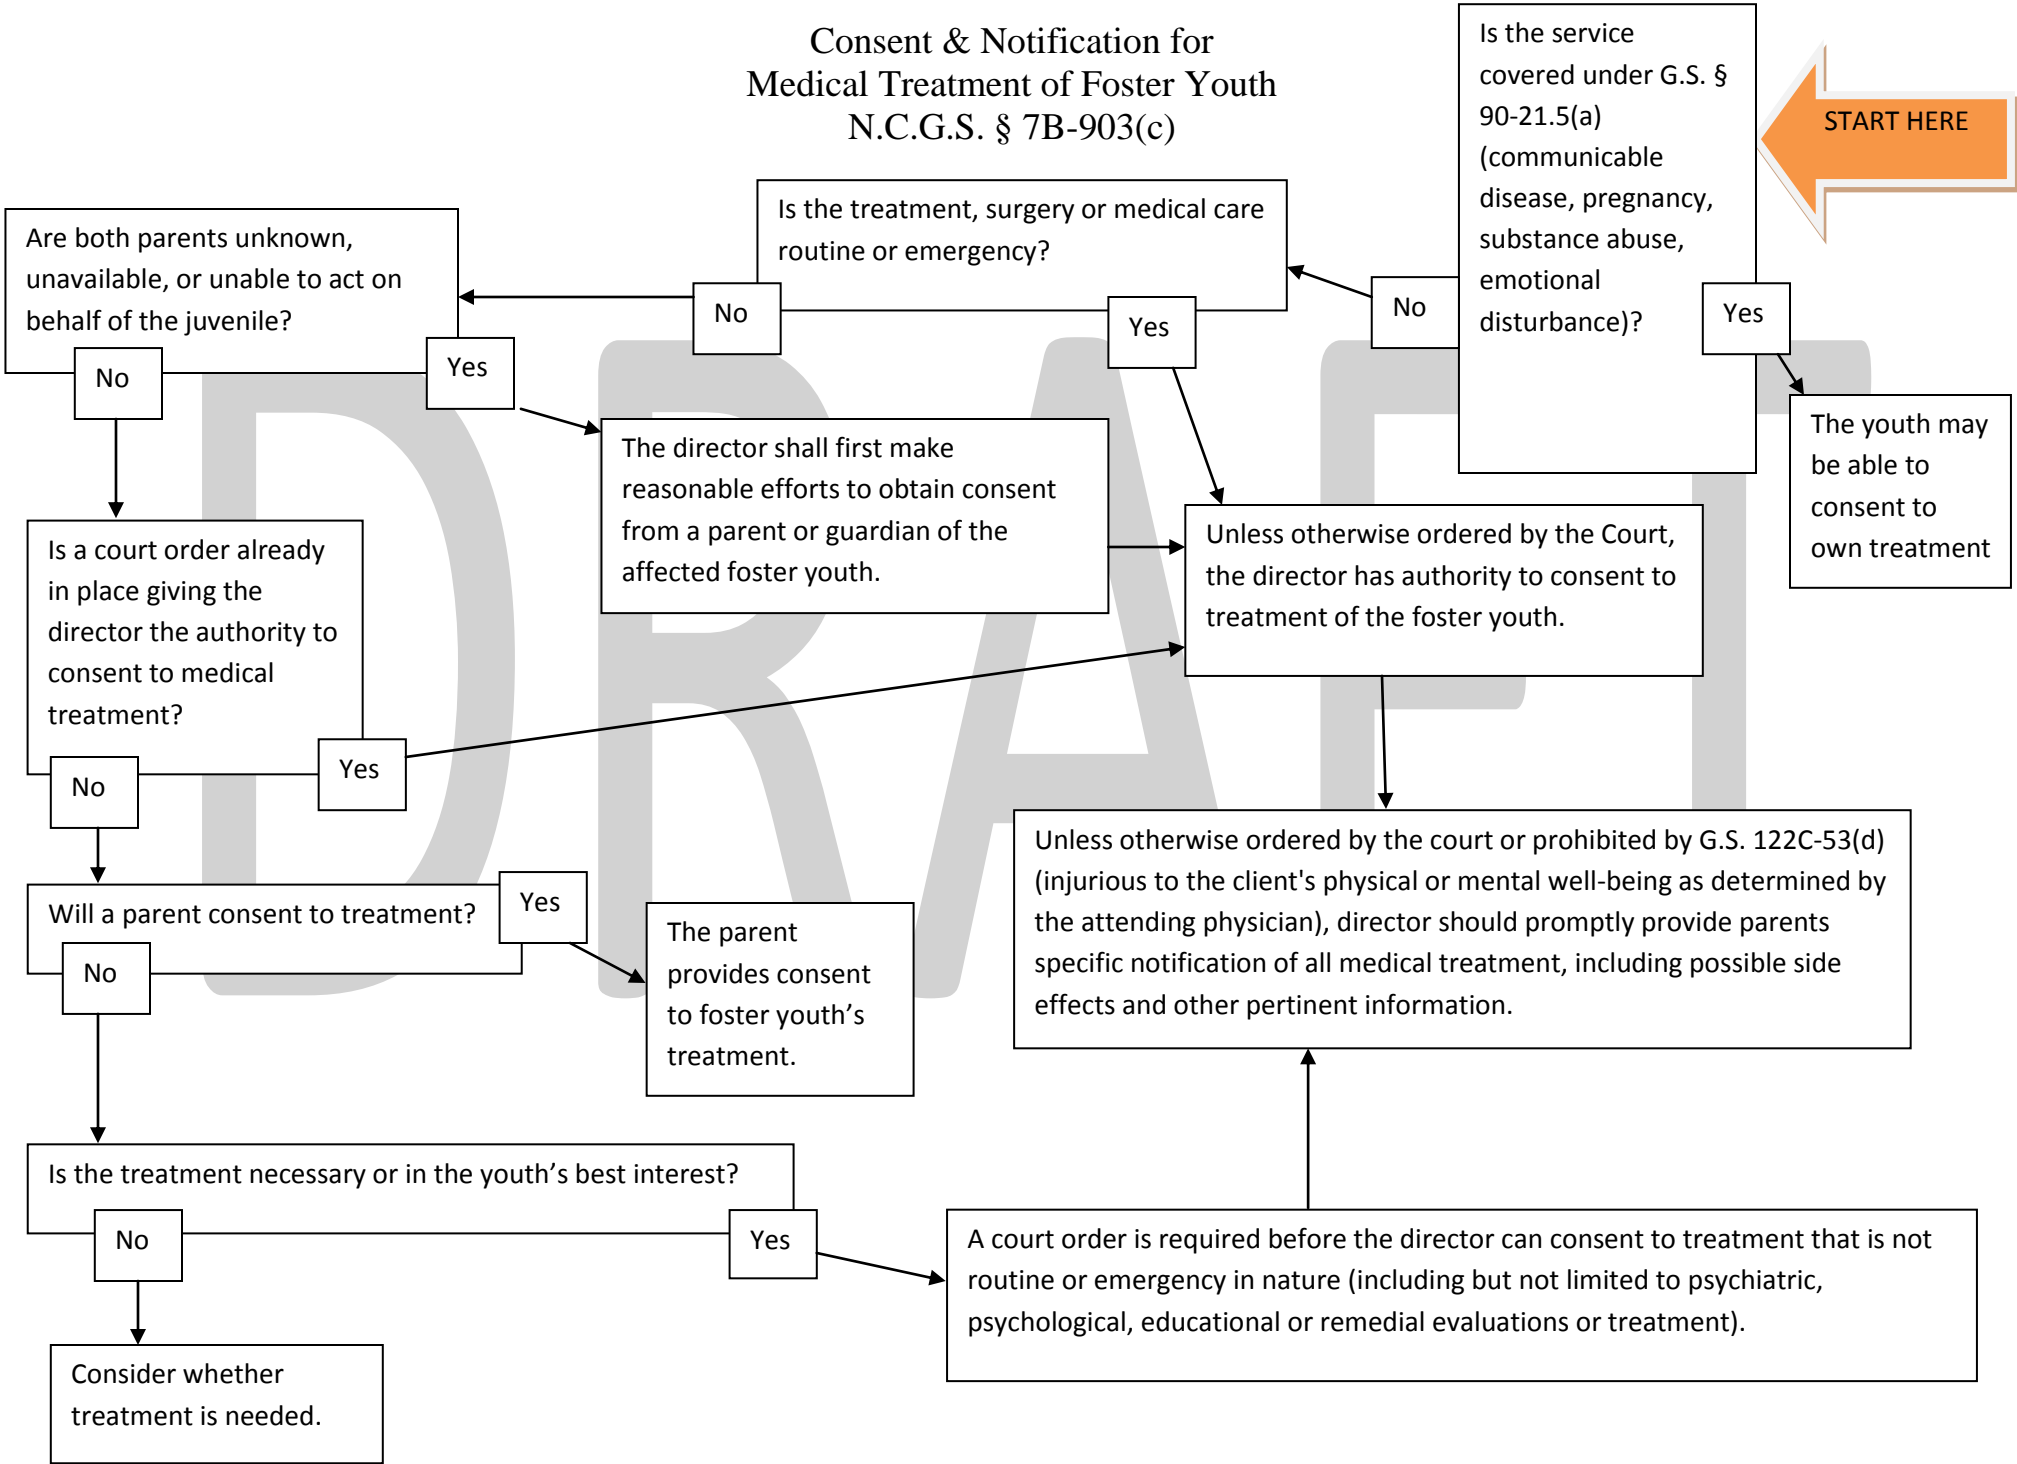 Consent & Notification for
Medical Treatment of Foster Youth
N.C.G.S. § 7B-903(c)
START HERE
Is the service
covered under G.S. §
90-21.5(a)
(communicable
disease, pregnancy,
substance abuse,
emotional
disturbance)?
No
Yes
The youth may
be able to
consent to
own treatment
Is the treatment, surgery or medical care
routine or emergency?
No
Yes
Are both parents unknown,
unavailable, or unable to act on
behalf of the juvenile?
No
Yes
The director shall first make
reasonable efforts to obtain consent
from a parent or guardian of the
affected foster youth.
Unless otherwise ordered by the Court,
the director has authority to consent to
treatment of the foster youth.
Is a court order already
in place giving the
director the authority to
consent to medical
treatment?
No
Yes
Unless otherwise ordered by the court or prohibited by G.S. 122C-53(d)
(injurious to the client's physical or mental well-being as determined by
the attending physician), director should promptly provide parents
specific notification of all medical treatment, including possible side
effects and other pertinent information.
Will a parent consent to treatment?
Yes
No
The parent
provides consent
to foster youth’s
treatment.
Is the treatment necessary or in the youth’s best interest?
No
Yes
A court order is required before the director can consent to treatment that is not
routine or emergency in nature (including but not limited to psychiatric,
psychological, educational or remedial evaluations or treatment).
Consider whether
treatment is needed.
DRAFT